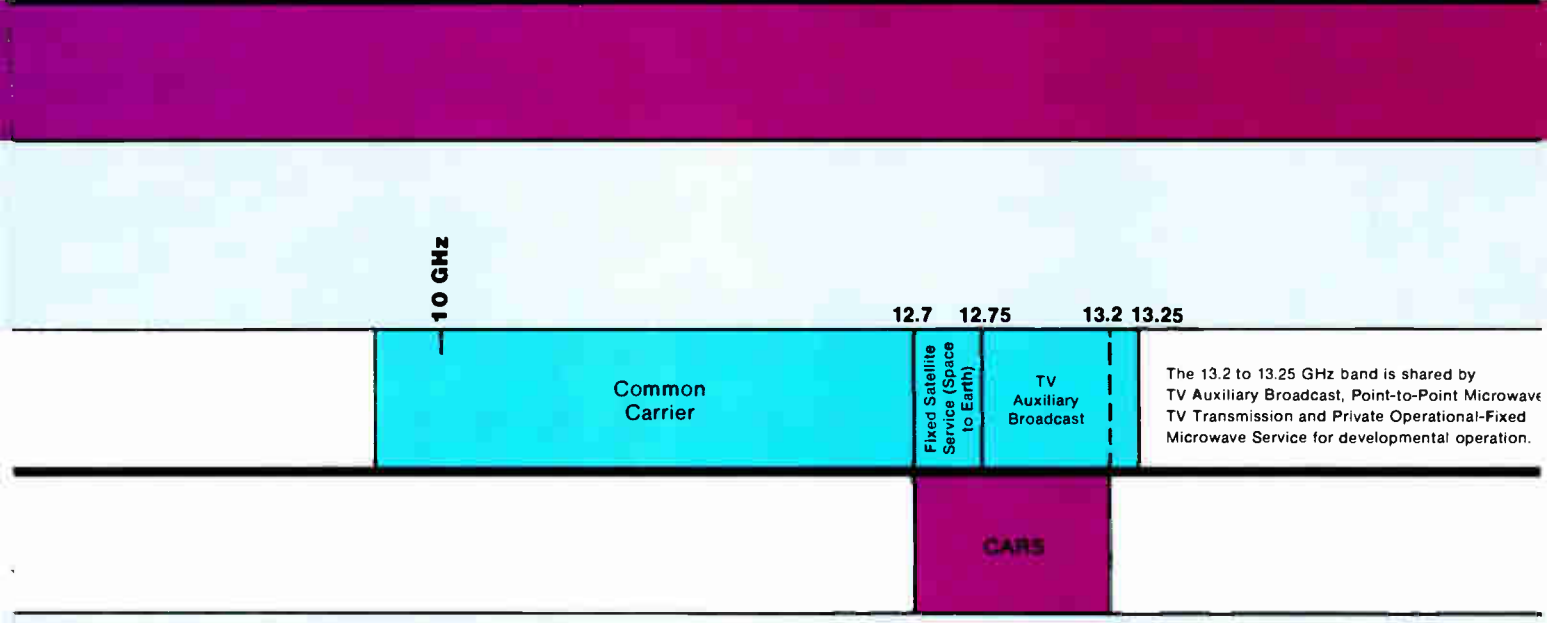 10 GHz
12.7 12.75 13.2 13.25
Common
Carrier
Fixed Satellite
Service (Space
to Earth)
TV
Auxiliary
Broadcast
The 13.2 to 13.25 GHz band is shared by
TV Auxiliary Broadcast, Point-to-Point Microwave
TV Transmission and Private Operational-Fixed
Microwave Service for developmental operation.
CARS